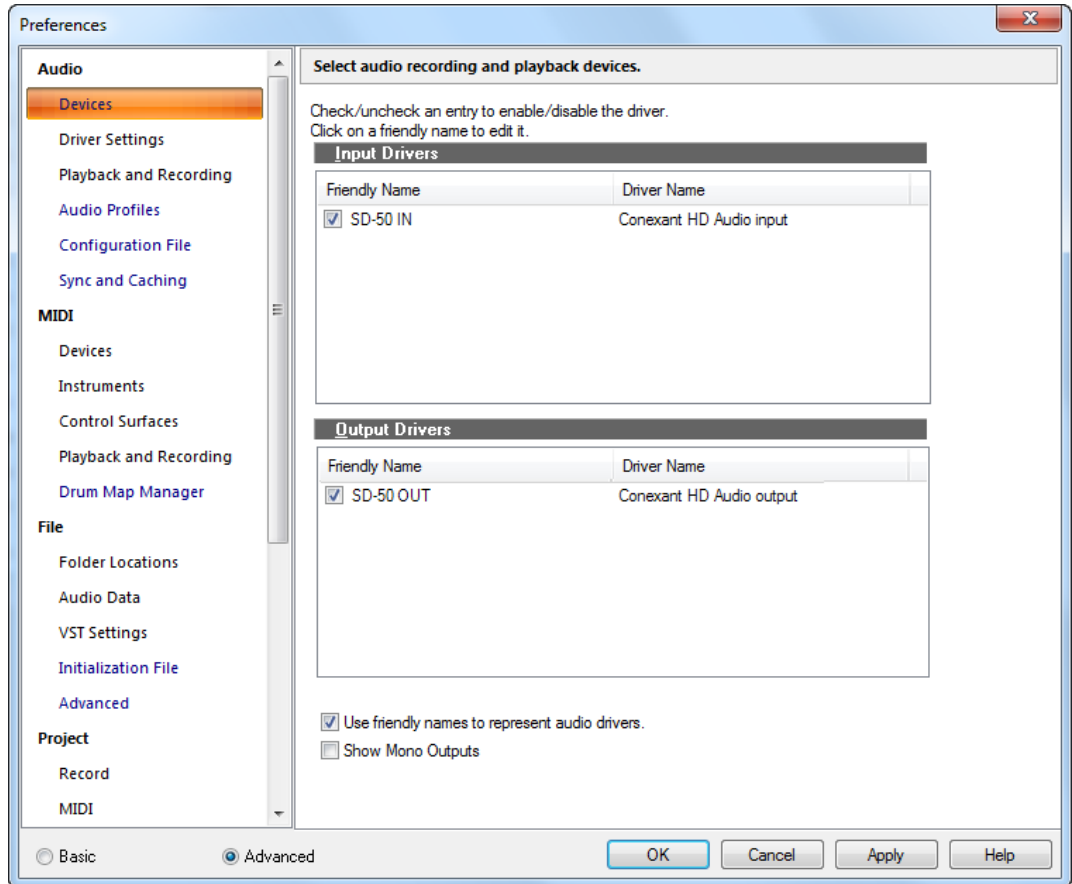 Preferences
x
Audio
Devices
Driver Settings
Playback and Recording
Audio Profiles
Configuration File
Sync and Caching
MIDI
Devices
Instruments
Control Surfaces
Playback and Recording
Drum Map Manager
File
Folder Locations
Audio Data
VST Settings
Initialization File
Advanced
Project
Record
MIDI
Select audio recording and playback devices.
Check/uncheck an entry to enable/disable the driver.
Click on a friendly name to edit it.
Input Drivers
Friendly Name Driver Name
SD-50 IN Conexant HD Audio input
Output Drivers
Friendly Name Driver Name
SD-50 OUT Conexant HD Audio output
Use friendly names to represent audio drivers.
Show Mono Outputs
Basic Advanced OK Cancel Apply Help